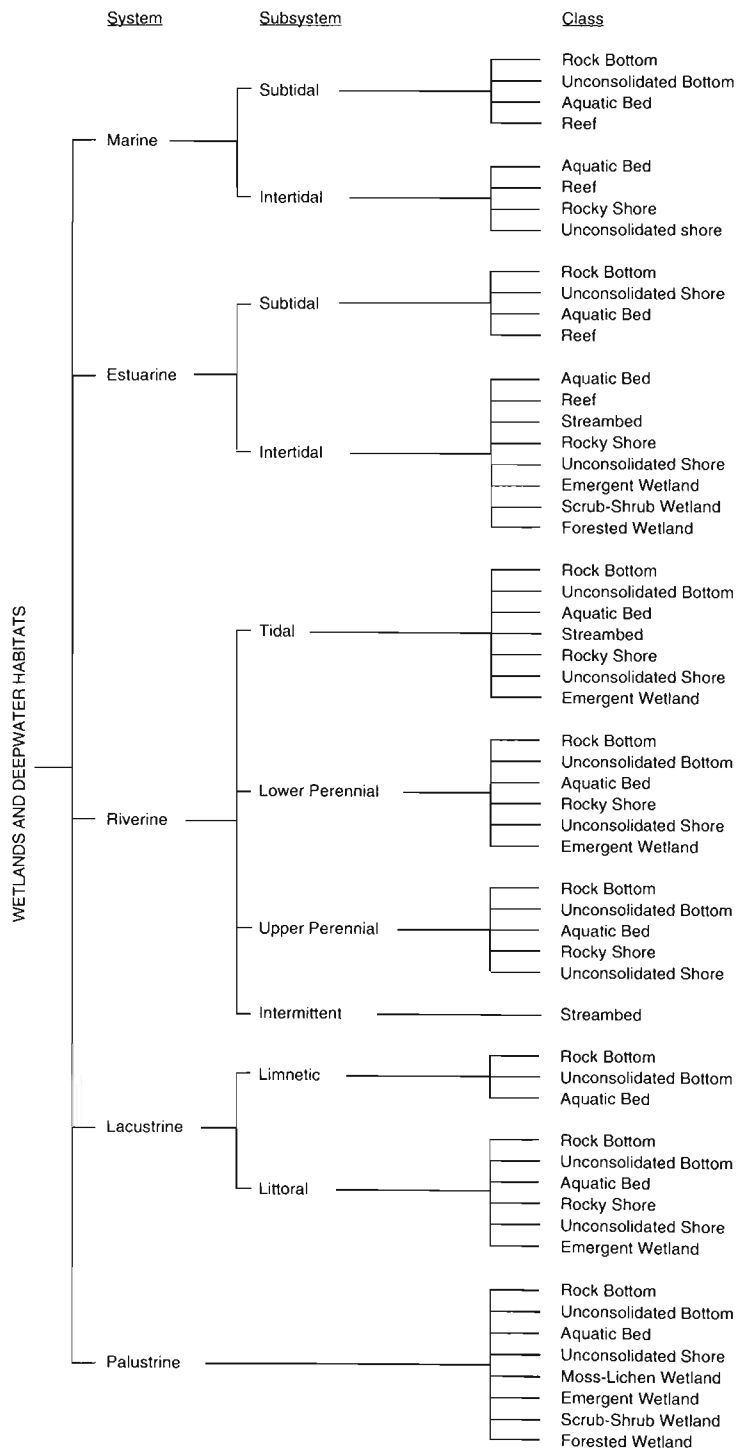 System Subsystem Class
Rock Bottom
Unconsolidated Bottom
Subtidal
Aquatic Bed
Reef
Marine
Aquatic Bed
Reef
Intertidal
Rocky Shore
Unconsolidated shore
Rock Bottom
Unconsolidated Shore
Subtidal
Aquatic Bed
Reef
Estuarine
Aquatic Bed
Reef
Streambed
Rocky Shore
Intertidal
Unconsolidated Shore
Emergent Wetland
Scrub-Shrub Wetland
Forested Wetland
WETLANDS AND DEEPWATER HABITATS
Rock Bottom
Unconsolidated Bottom
Aquatic Bed
Tidal
Streambed
Rocky Shore
Unconsolidated Shore
Emergent Wetland
Rock Bottom
Unconsolidated Bottom
Aquatic Bed
Lower Perennial
Rocky Shore
Riverine
Unconsolidated Shore
Emergent Wetland
Rock Bottom
Unconsolidated Bottom
Upper Perennial
Aquatic Bed
Rocky Shore
Unconsolidated Shore
Intermittent
Streambed
Rock Bottom
Limnetic
Unconsolidated Bottom
Aquatic Bed
Lacustrine
Rock Bottom
Unconsolidated Bottom
Aquatic Bed
Littoral
Rocky Shore
Unconsolidated Shore
Emergent Wetland
Rock Bottom
Unconsolidated Bottom
Aquatic Bed
Palustrine
Unconsolidated Shore
Moss-Lichen Wetland
Emergent Wetland
Scrub-Shrub Wetland
Forested Wetland